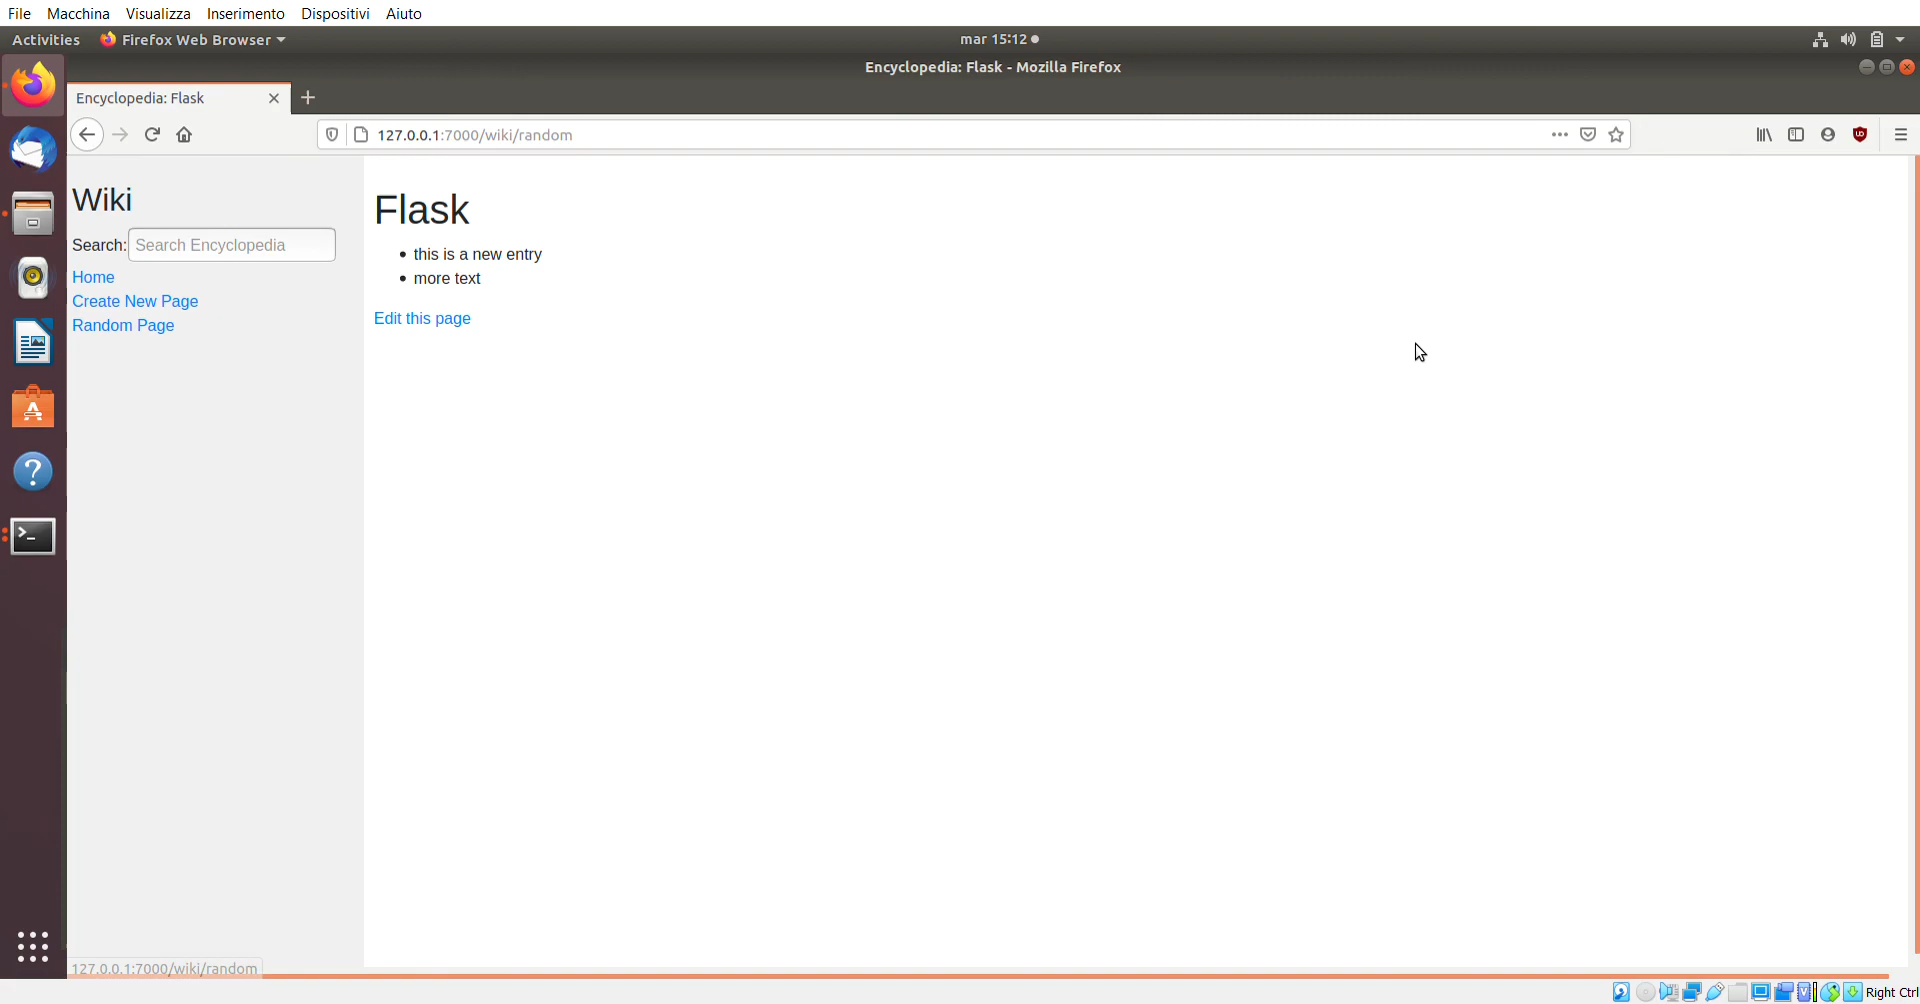 File Macchina Visualizza Inserimento Dispositivi Aiuto
Activities Firefox Web Browser mar 15:12
Encyclopedia: Flask - Mozilla Firefox
Encyclopedia: Flask
127.0.0.1:7000/wiki/random
Wiki
Search: Search Encyclopedia
Home
Create New Page
Random Page
Flask
this is a new entry
more text
Edit this page
127.0.0.1:7000/wiki/random
Right Ctrl